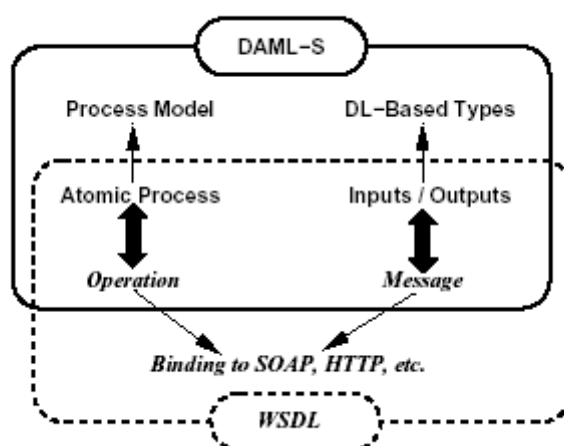 DAML-S
Process Model
DL-Based Types
Atomic Process
Inputs / Outputs
Operation
Message
Binding to SOAP, HTTP, etc.
WSDL